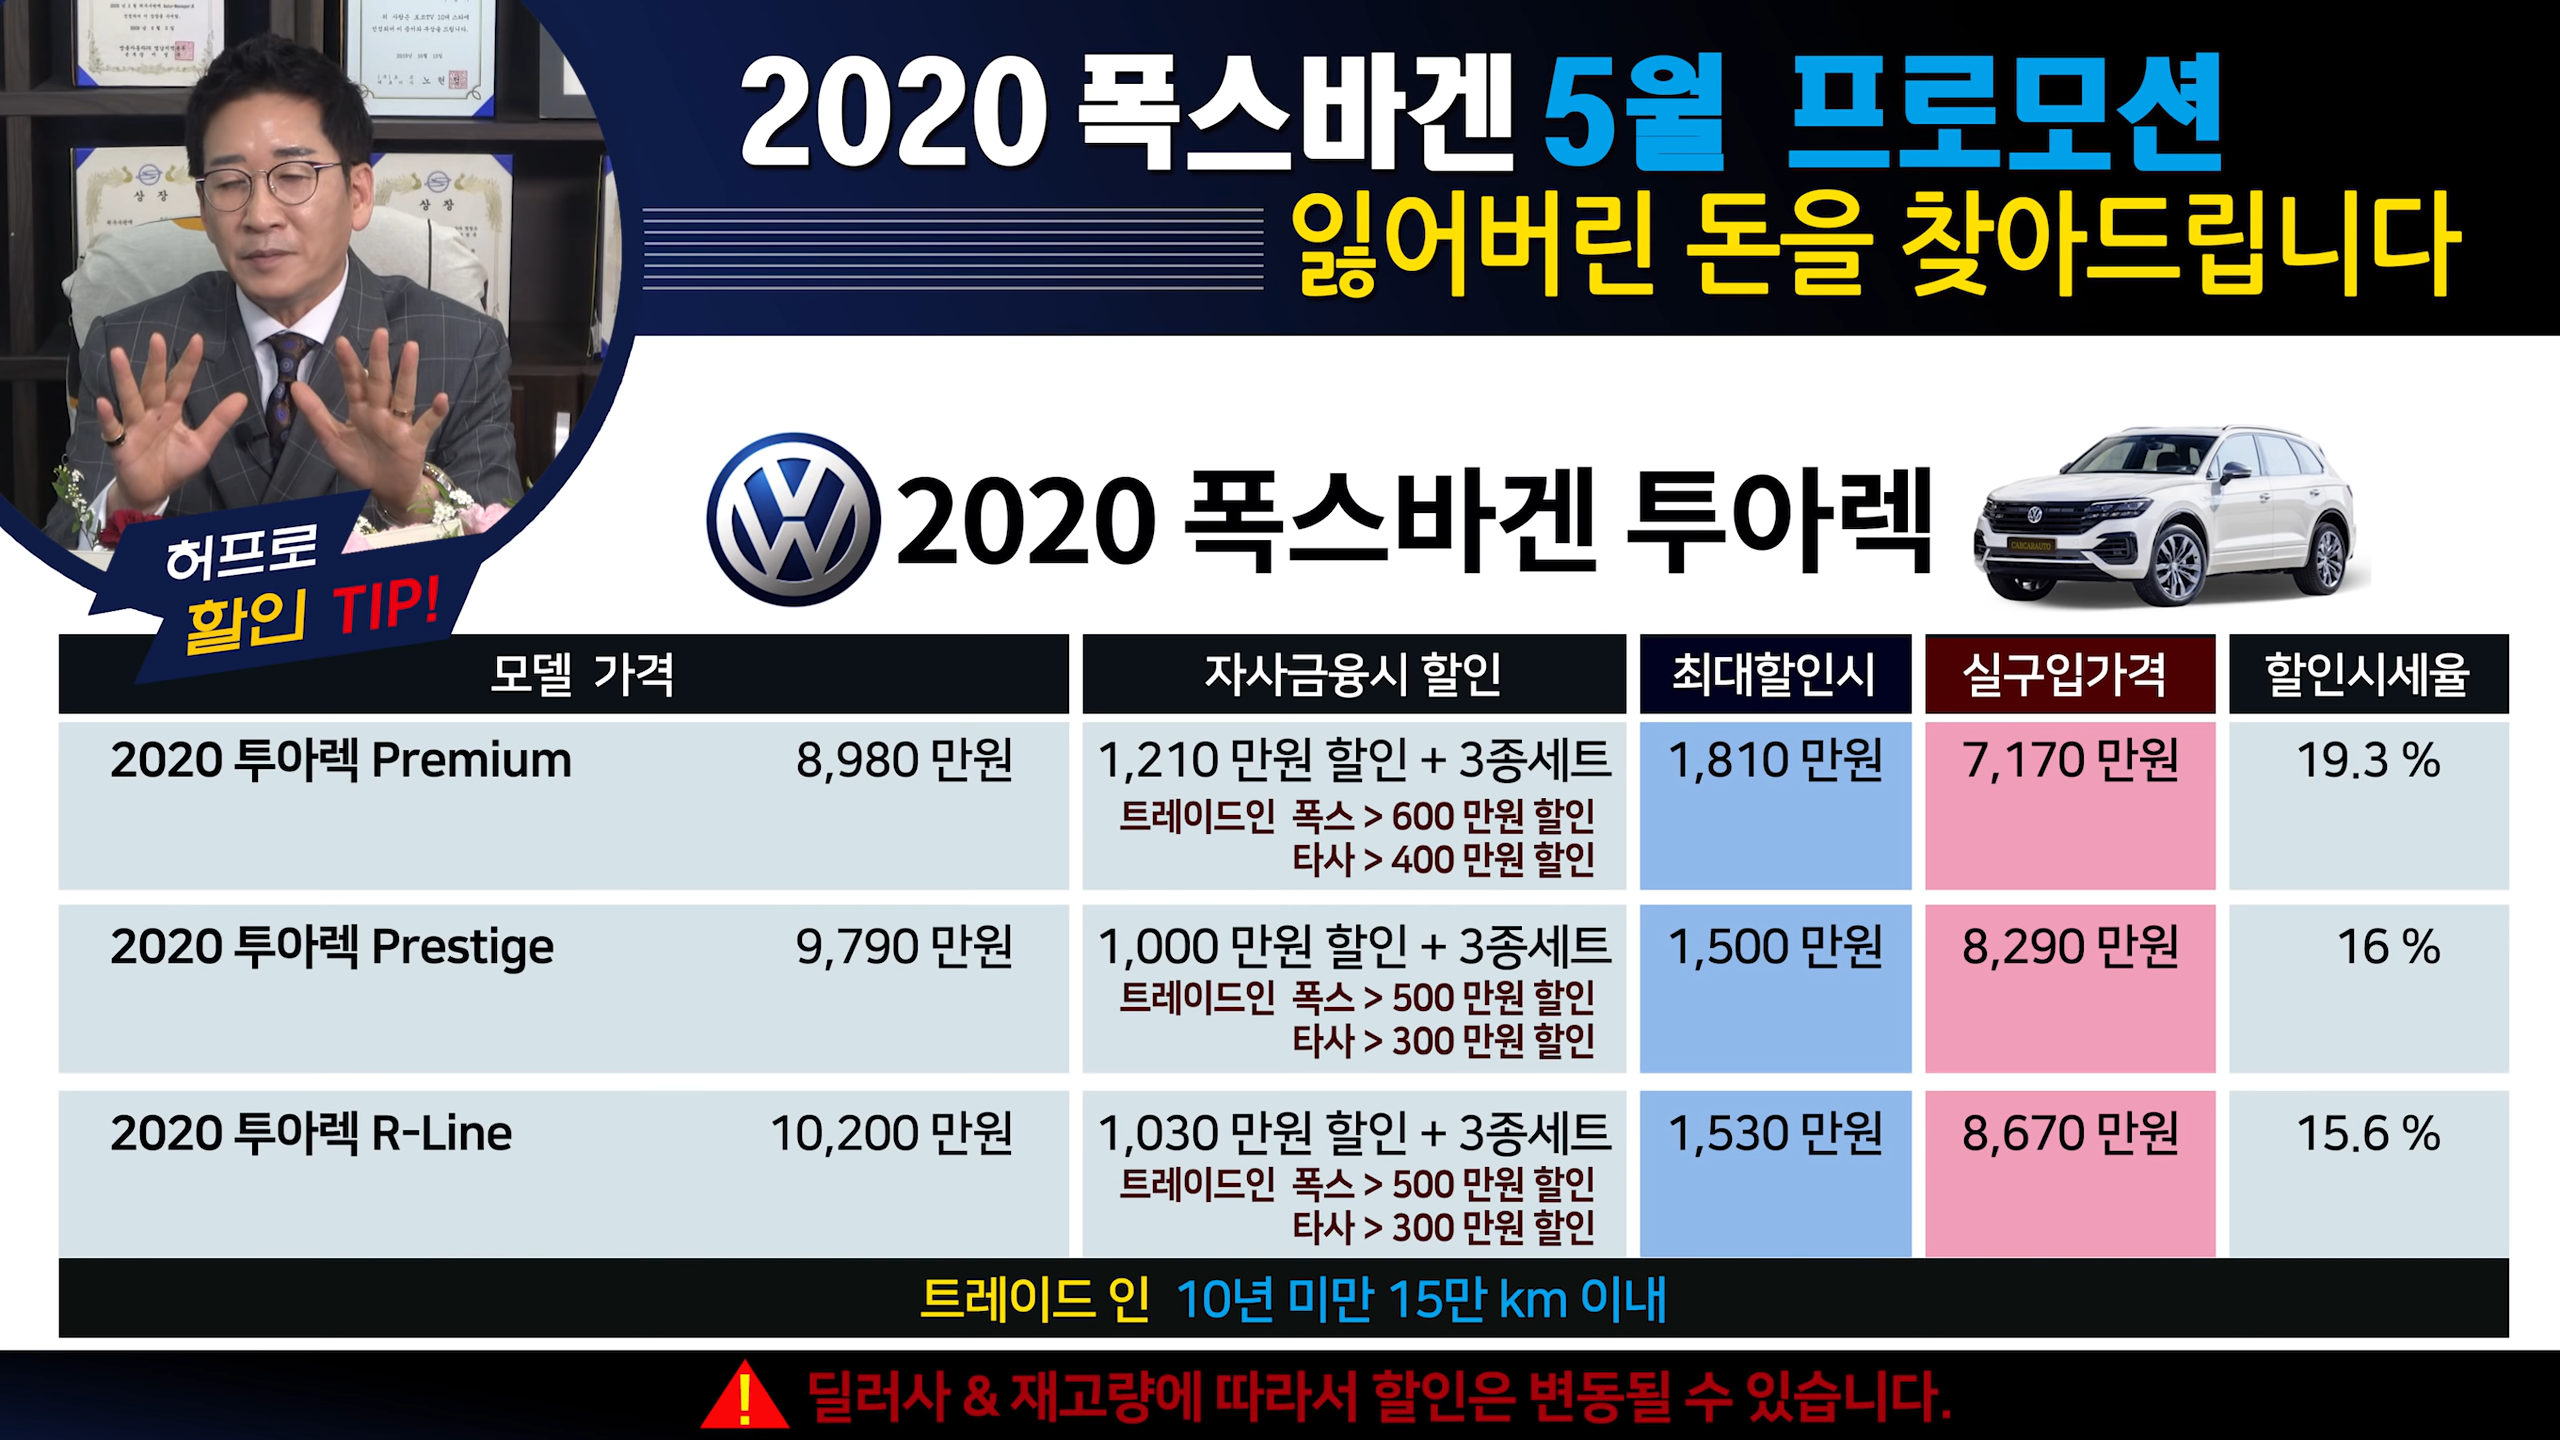 2020 폭스바겐 5월 프로모션
잃어버린 돈을 찾아드립니다
상 장
상 장
허프로
할인 TIP!
2020 폭스바겐 투아렉
CARCARAUTO
모델 가격 자사금융시 할인 최대할인시 실구입가격 할인시세율
2020 투아렉 Premium 8,980 만원 1,210 만원 할인 + 3종세트 1,810 만원 7,170 만원 19.3 %
트레이드인 폭스 > 600 만원 할인
타사 > 400 만원 할인
2020 투아렉 Prestige 9,790 만원 1,000 만원 할인 + 3종세트 1,500 만원 8,290 만원 16 %
트레이드인 폭스 > 500 만원 할인
타사 > 300 만원 할인
2020 투아렉 R-Line 10,200 만원 1,030 만원 할인 + 3종세트 1,530 만원 8,670 만원 15.6 %
트레이드인 폭스 > 500 만원 할인
타사 > 300 만원 할인
트레이드 인 10년 미만 15만 km 이내
딜러사 & 재고량에 따라서 할인은 변동될 수 있습니다.